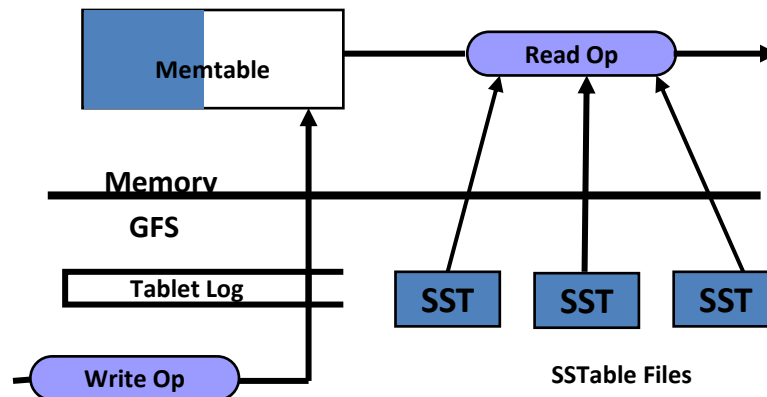 Memtable
Read Op
Memory
GFS
Tablet Log
SST
SST
SST
Write Op
SSTable Files